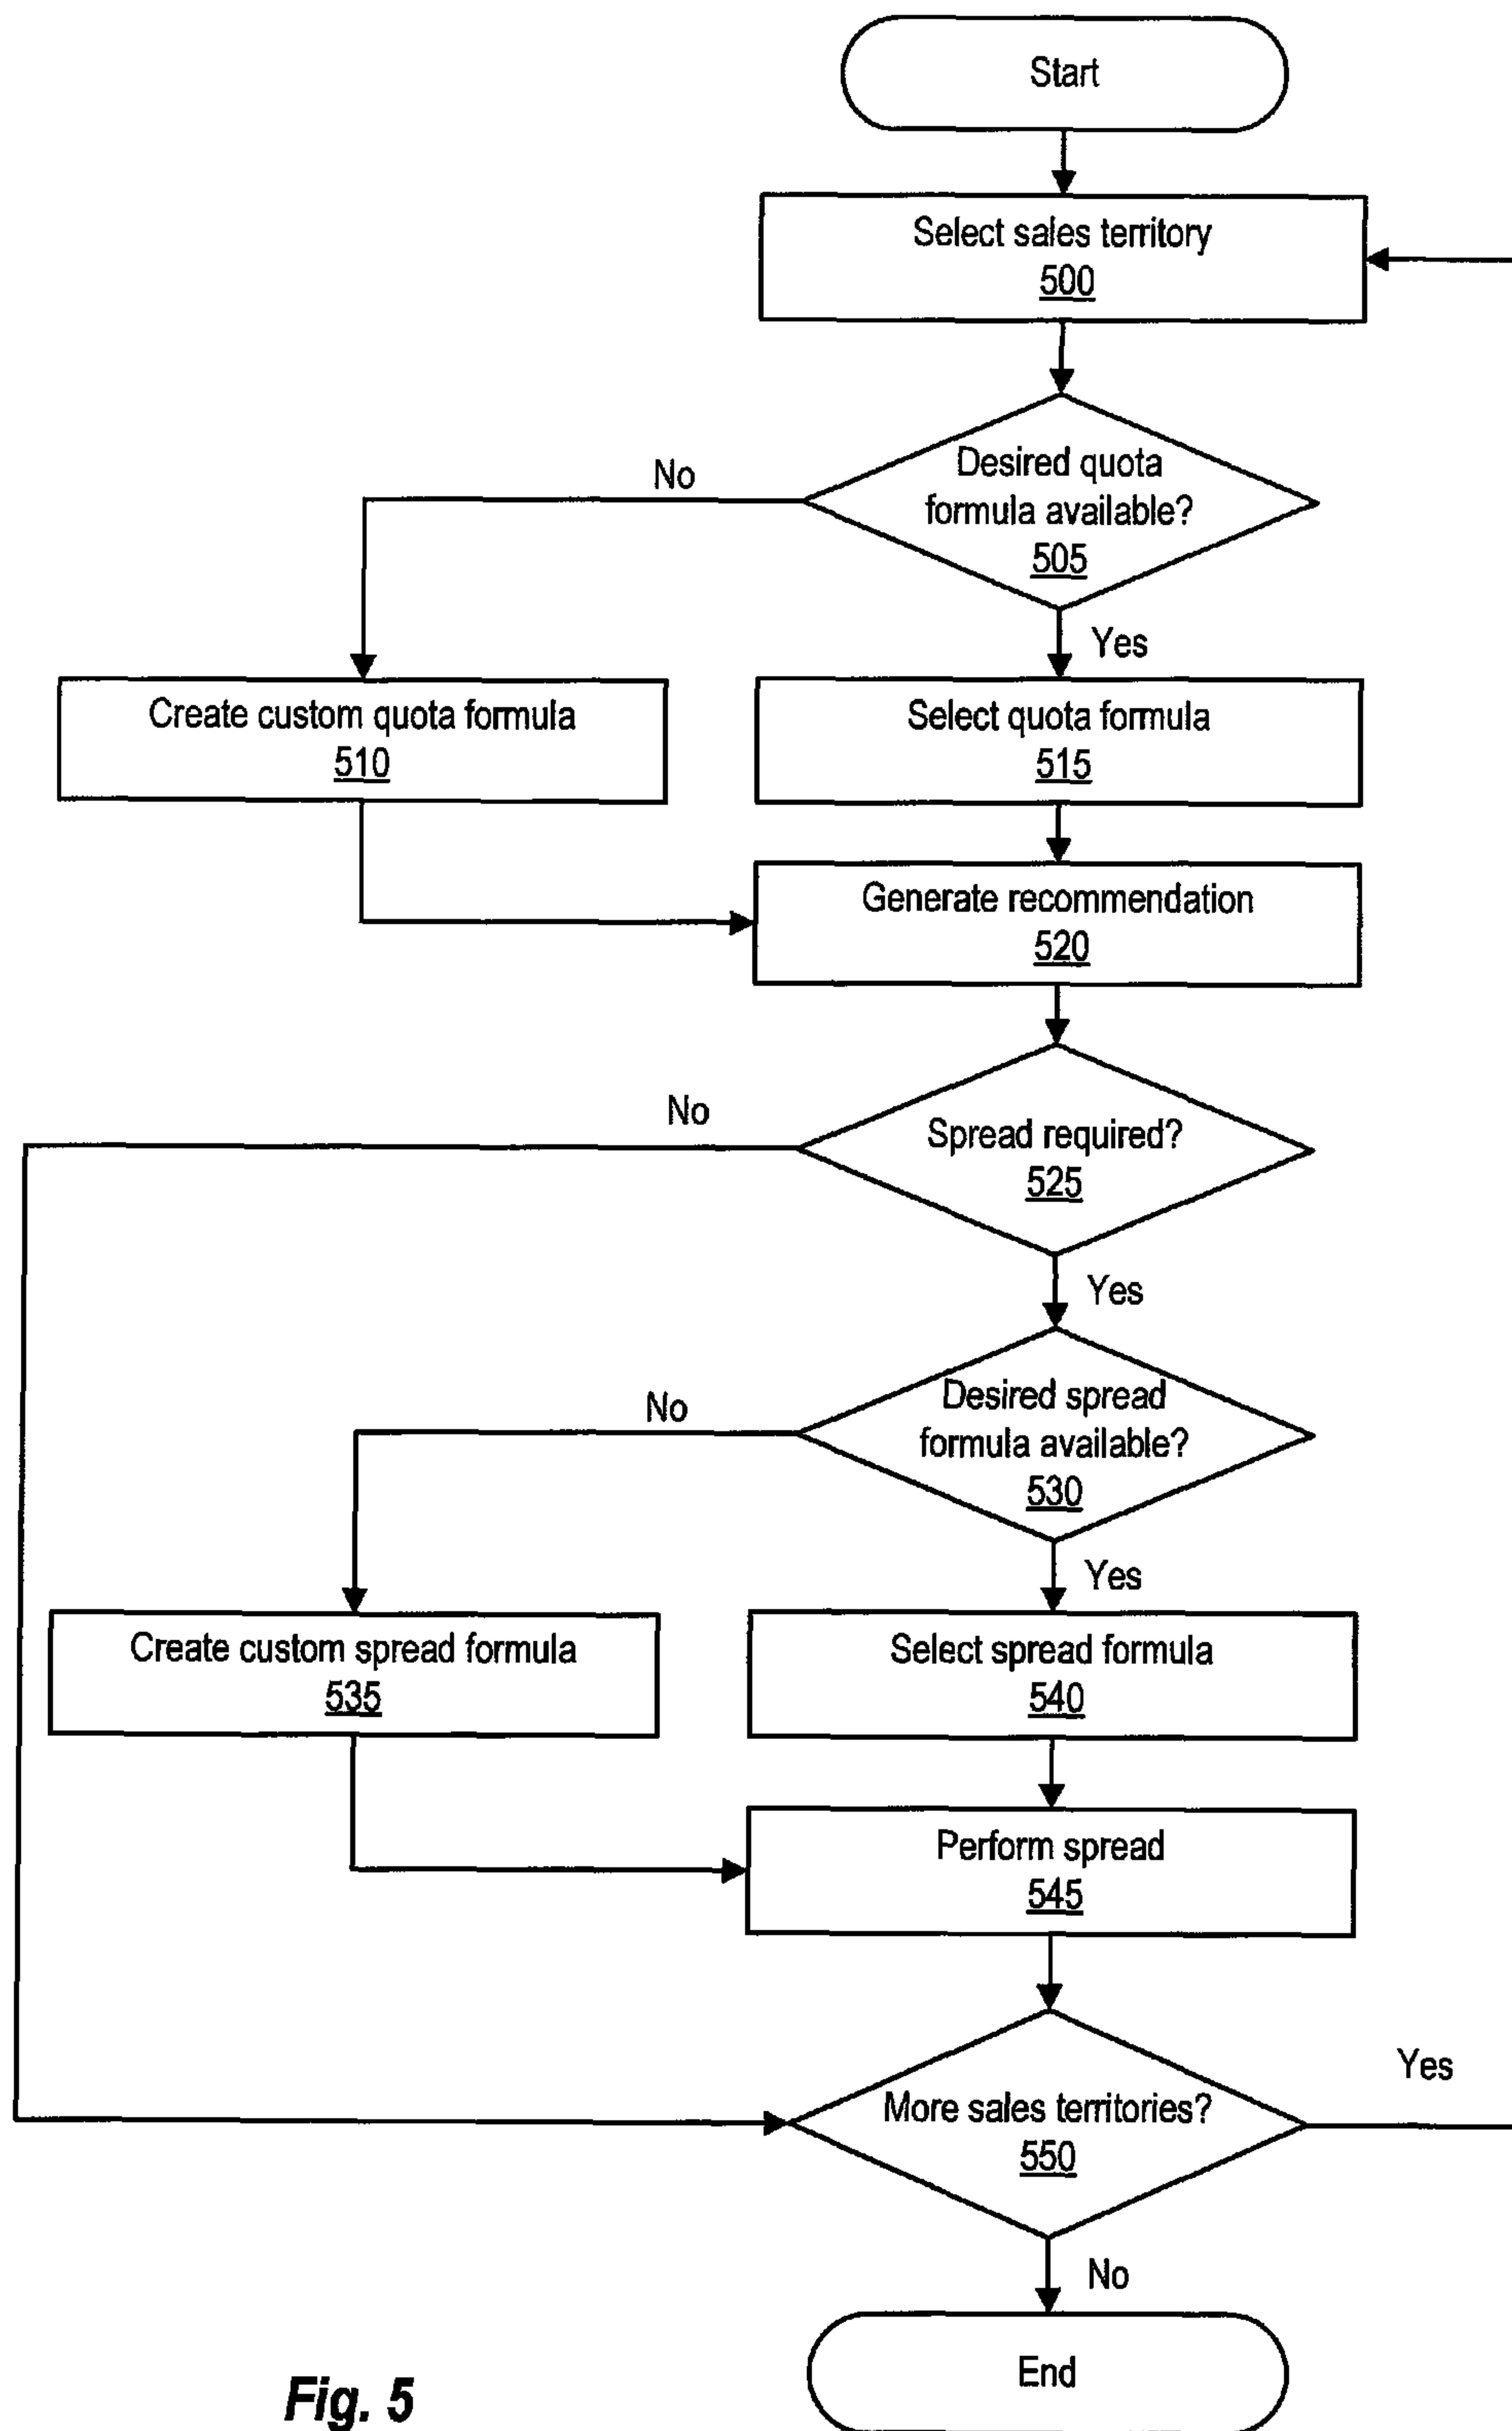 Start
Select sales territory
500
Desired quota
formula available?
505
No
Yes
Create custom quota formula
510
Select quota formula
515
Generate recommendation
520
Spread required?
525
No
Yes
Desired spread
formula available?
530
No
Yes
Create custom spread formula
535
Select spread formula
540
Perform spread
545
More sales territories?
550
Yes
No
End
Fig. 5